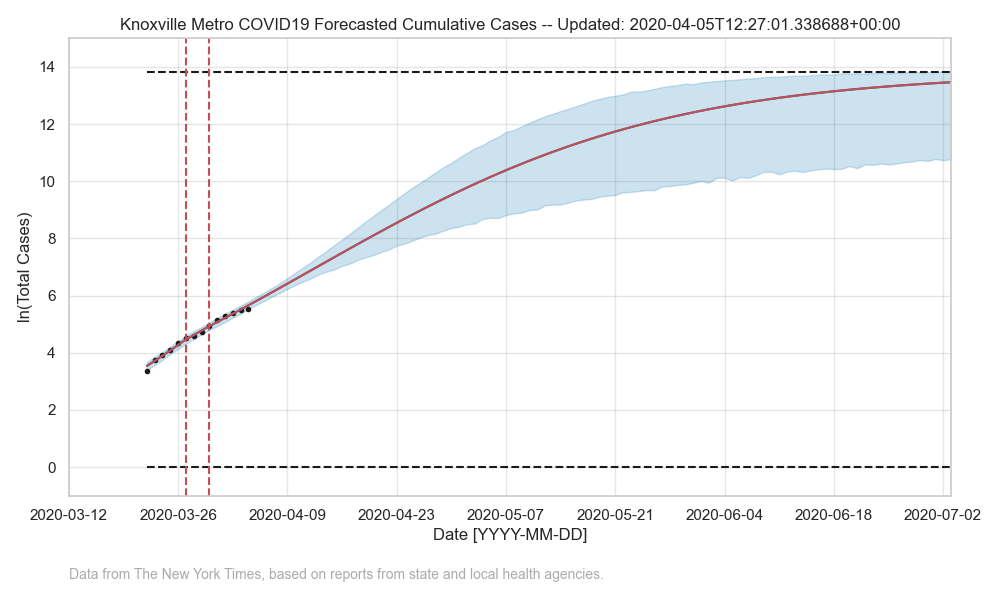 Knoxville Metro COVID19 Forecasted Cumulative Cases -- Updated: 2020-04-05T12:27:01.338688+00:00
14
12
10
8
6
4
2
0
ln(Total Cases)
2020-03-12 2020-03-26 2020-04-09 2020-04-23 2020-05-07 2020-05-21 2020-06-04 2020-06-18 2020-07-02
Date [YYYY-MM-DD]
Data from The New York Times, based on reports from state and local health agencies.